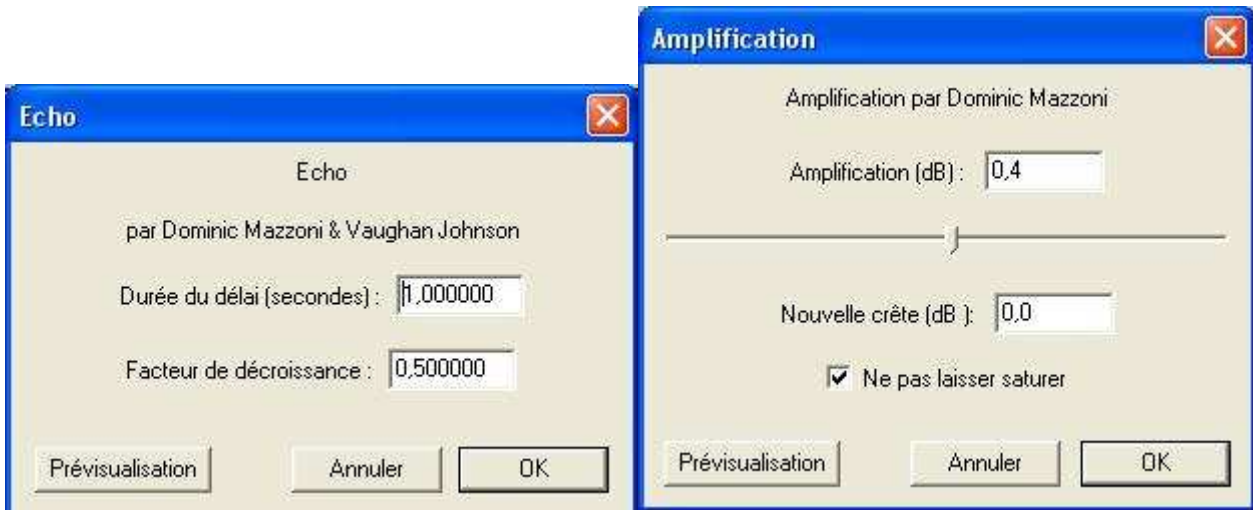 Echo
Echo
par Dominic Mazzoni & Vaughan Johnson
Durée du délai (secondes) : 1,000000
Facteur de décroissance : 0,500000
Prévisualisation Annuler OK
Amplification
Amplification par Dominic Mazzoni
Amplification (dB) : 0,4
Nouvelle crête (dB ): 0,0
Ne pas laisser saturer
Prévisualisation Annuler OK